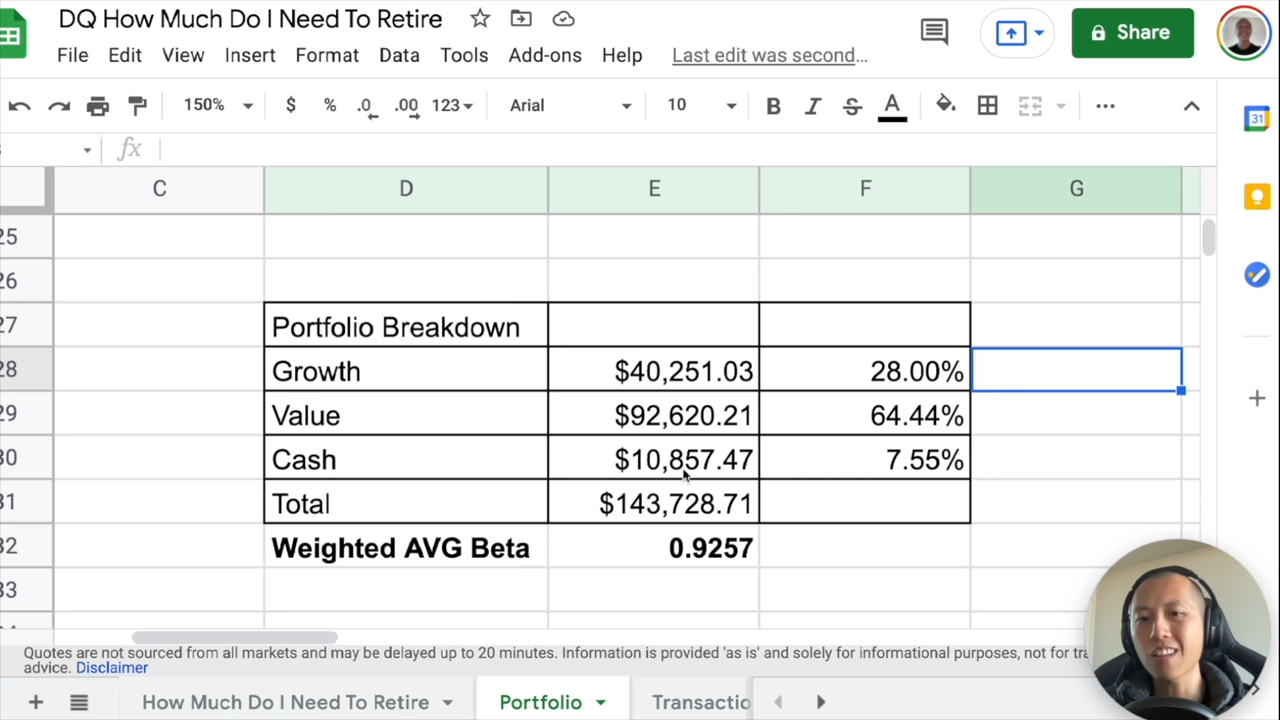 DQ How Much Do I Need To Retire
File Edit View Insert Format Data Tools Add-ons Help Last edit was second...
Share
150% $ % .0 .00 123 Arial 10 B I S A ...
31
fx
C D E F G
25
26
27 Portfolio Breakdown
28 Growth $40,251.03 28.00%
29 Value $92,620.21 64.44%
30 Cash $10,857.47 7.55%
31 Total $143,728.71
32 Weighted AVG Beta 0.9257
33
Quotes are not sourced from all markets and may be delayed up to 20 minutes. Information is provided 'as is' and solely for informational purposes, not for
advice. Disclaimer
+ How Much Do I Need To Retire Portfolio Transactio